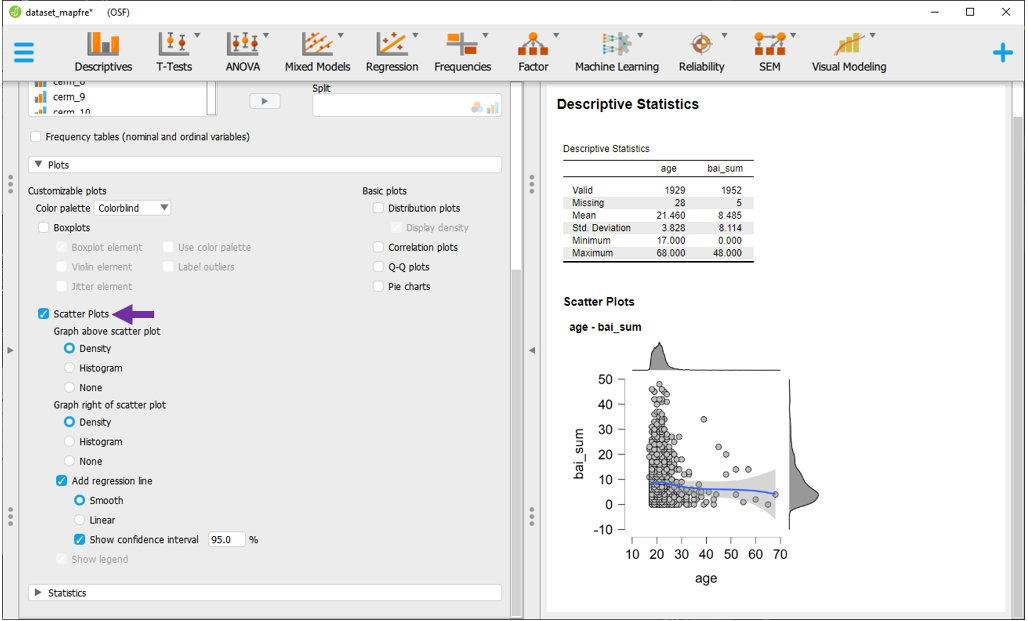 dataset_mapfre* (OSF)
Descriptives T-Tests ANOVA Mixed Models Regression Frequencies Factor Machine Learning Reliability SEM Visual Modeling
cerm_8
cerm_9
cerm_10
Split
Frequency tables (nominal and ordinal variables)
Plots
Customizable plots
Color palette Colorblind
Boxplots
Boxplot element Use color palette
Violin element Label outliers
Jitter element
Basic plots
Distribution plots
Display density
Correlation plots
Q-Q plots
Pie charts
Scatter Plots
Graph above scatter plot
Density
Histogram
None
Graph right of scatter plot
Density
Histogram
None
Add regression line
Smooth
Linear
Show confidence interval 95.0 %
Show legend
Statistics
Descriptive Statistics
Descriptive Statistics
age bai_sum
Valid 1929 1952
Missing 28 5
Mean 21.460 8.485
Std. Deviation 3.828 8.114
Minimum 17.000 0.000
Maximum 68.000 48.000
Scatter Plots
age - bai_sum
50
40
30
20
10
0
-10
bai_sum
10 20 30 40 50 60 70
age